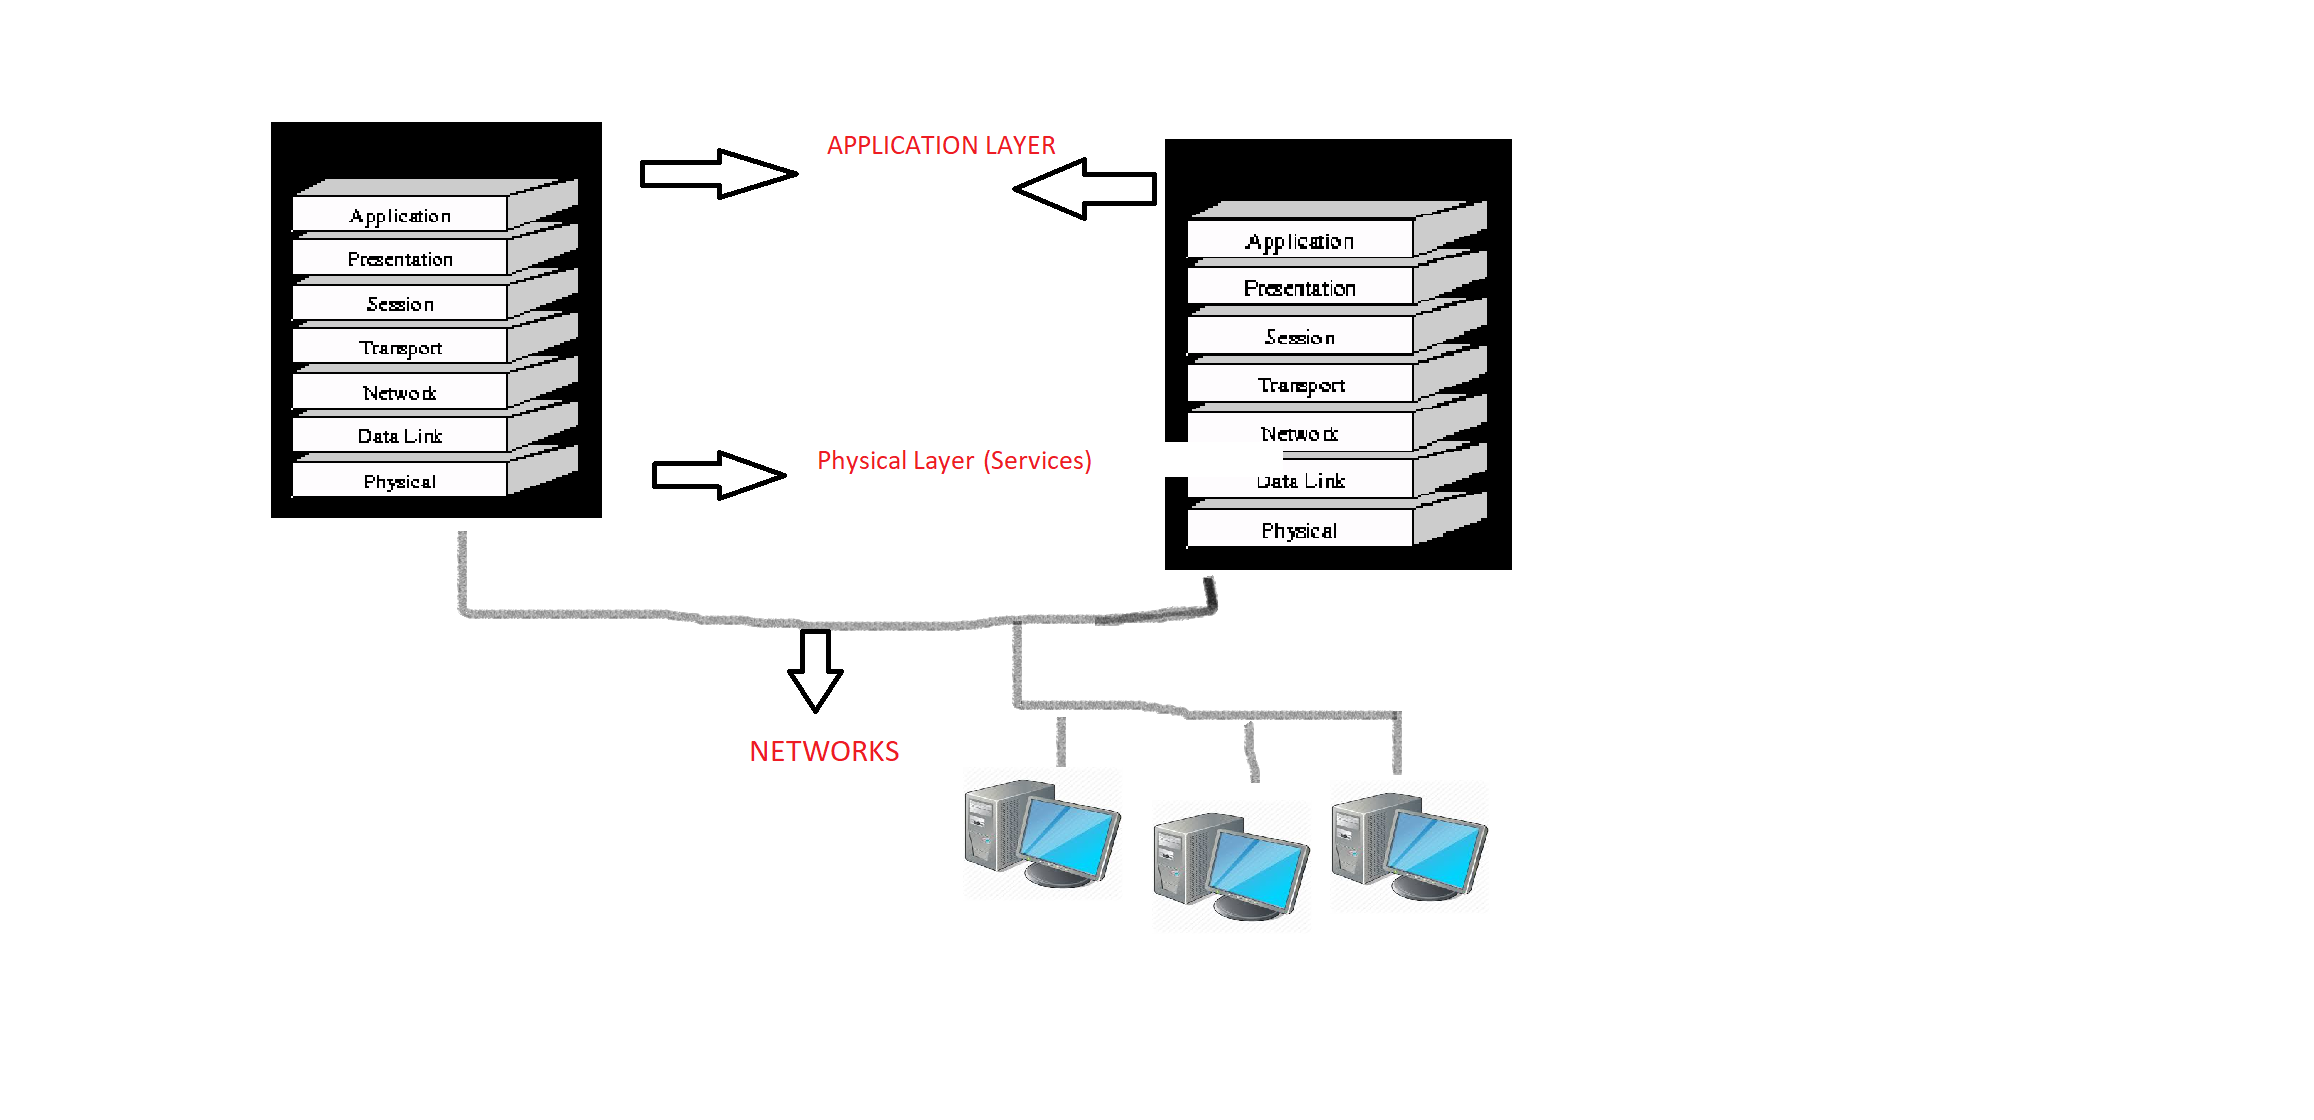 APPLICATION LAYER
Application
Presentation
Session
Transport
Network
Data Link
Physical
Application
Presentation
Session
Transport
Network
Data Link
Physical
Physical Layer (Services)
NETWORKS